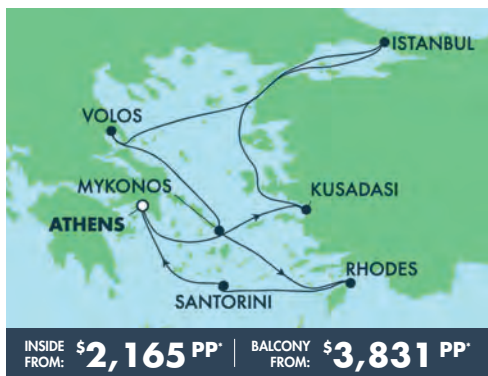 ISTANBUL
VOLOS
MYKONOS
KUSADASI
ATHENS
RHODES
SANTORINI
INSIDE FROM: $2,165 PP* | BALCONY FROM: $3,831 PP*